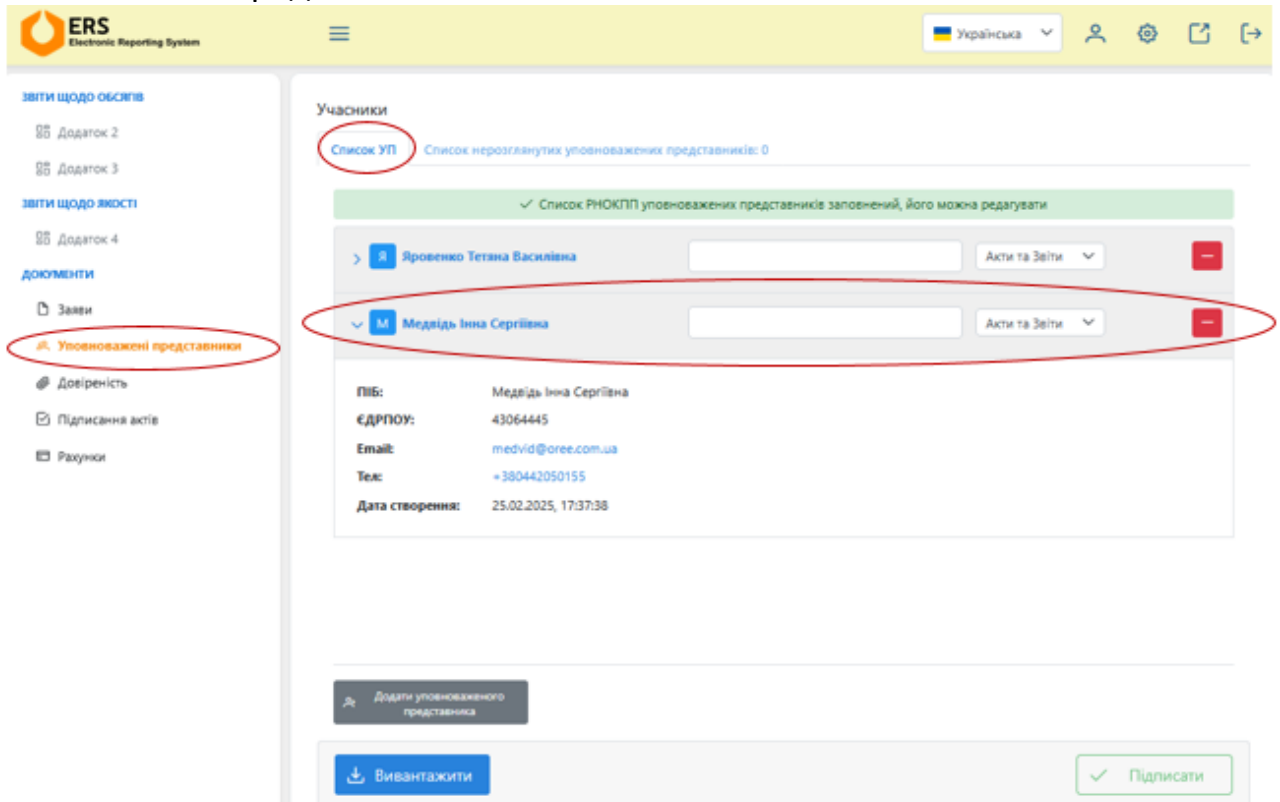 ERS
Electronic Reporting System
Українська
ЗВІТИ ЩОДО ОБСЯГІВ
Додаток 2
Додаток 3
ЗВІТИ ЩОДО ЯКОСТІ
Додаток 4
ДОКУМЕНТИ
Заяви
Уповноважені представники
Довіреність
Підписання актів
Рахунки
Учасники
Список УП Список нерозглянутих уповноважених представників: 0
Список РНОКПП уповноважених представників заповнений, його можна редагувати
Я Яровенко Тетяна Василівна Акти та Звіти
М Медвідь Інна Сергіївна Акти та Звіти
ПІБ: Медвідь Інна Сергіївна
ЄДРПОУ: 43064445
Email: medvid@oree.com.ua
Тел: +380442050155
Дата створення: 25.02.2025, 17:37:38
Додати уповноваженого
представника
Вивантажити
Підписати